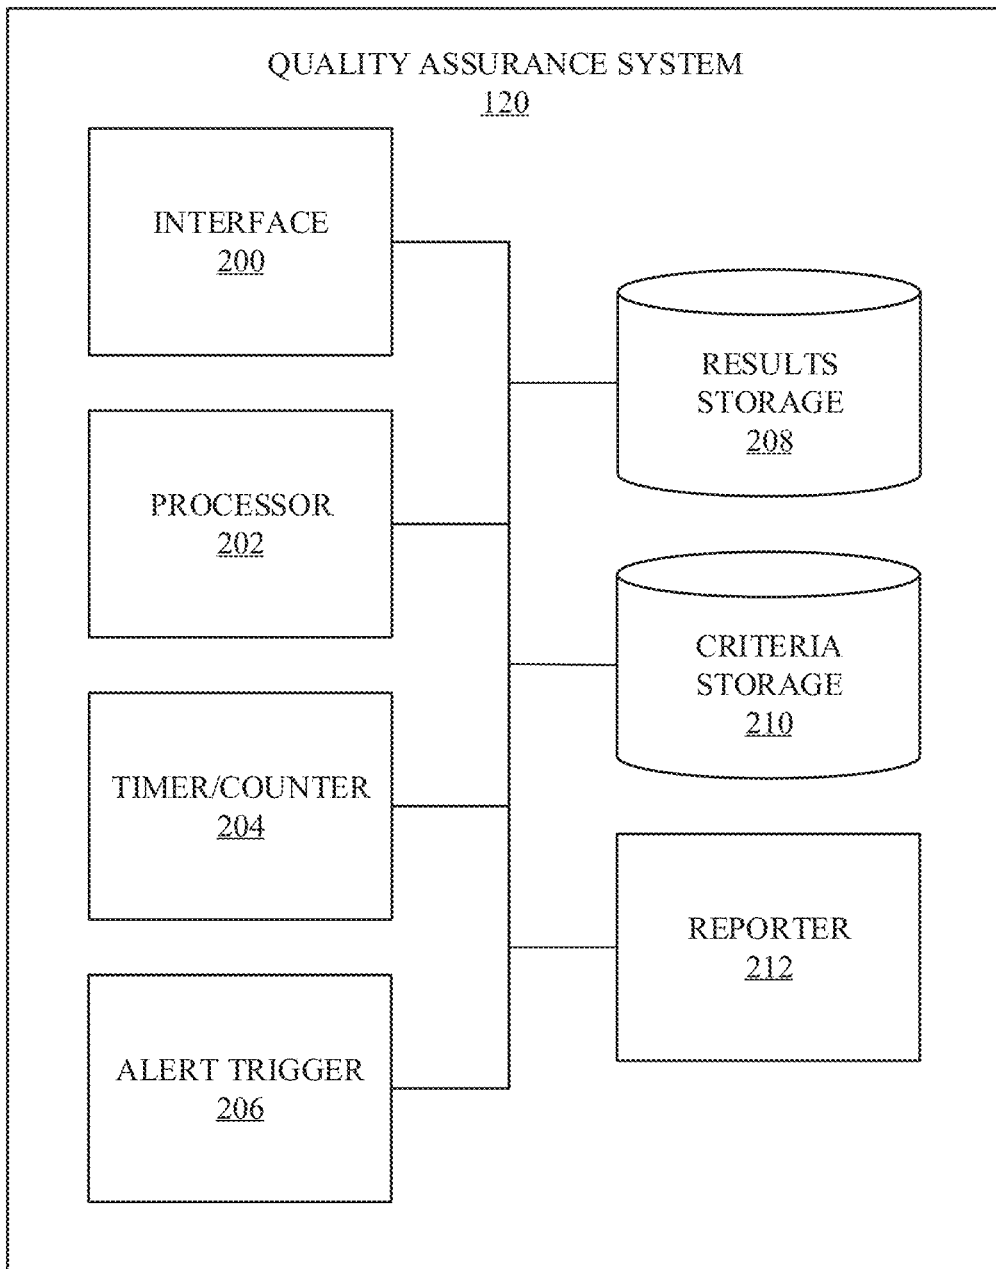 QUALITY ASSURANCE SYSTEM
120
INTERFACE
200
PROCESSOR
202
TIMER/COUNTER
204
ALERT TRIGGER
206
RESULTS
STORAGE
208
CRITERIA
STORAGE
210
REPORTER
212